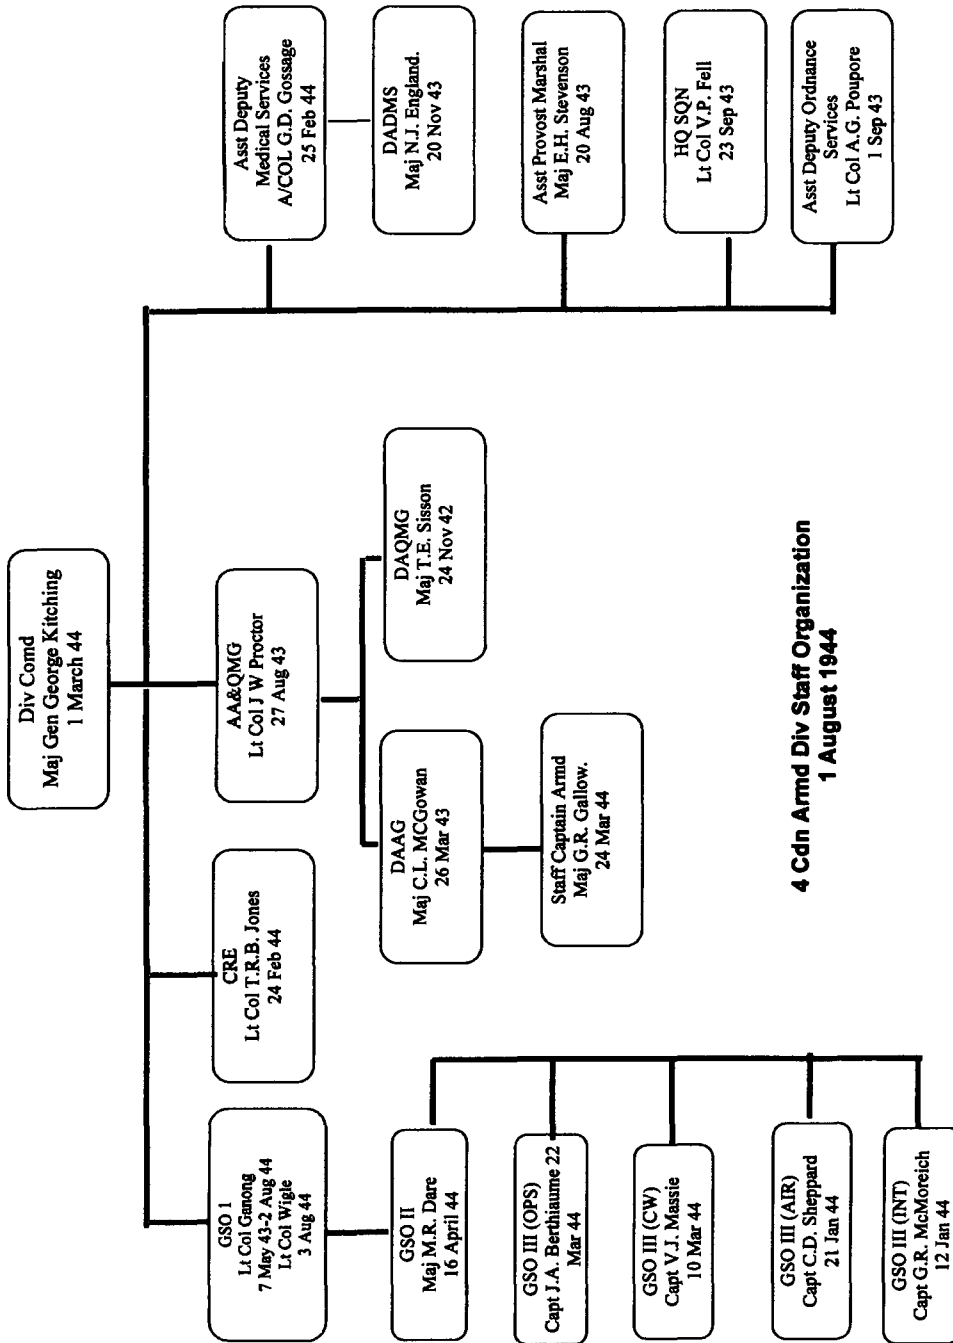 Div Comd
Maj Gen George Kitching
1 March 44
GSO 1
Lt Col Ganong
7 May 43-2 Aug 44
Lt Col Wigle
3 Aug 44
CRE
Lt Col T.R.B. Jones
24 Feb 44
AA&QMG
Lt Col J W Proctor
27 Aug 43
Asst Deputy
Medical Services
A/COL G.D. Gossage
25 Feb 44
DADMS
Maj N.J. England.
20 Nov 43
Asst Provost Marshal
Maj E.H. Stevenson
20 Aug 43
HQ SQN
Lt Col V.P. Fell
23 Sep 43
Asst Deputy Ordnance
Services
Lt Col A.G. Poupore
1 Sep 43
GSO II
Maj M.R. Dare
16 April 44
GSO III (OPS)
Capt J.A. Berthiaume 22
Mar 44
GSO III (CW)
Capt V.J. Massie
10 Mar 44
GSO III (AIR)
Capt C.D. Sheppard
21 Jan 44
GSO III (INT)
Capt G.R. McMoreich
12 Jan 44
DAAG
Maj C.L. MCGowan
26 Mar 43
DAQMG
Maj T.E. Sisson
24 Nov 42
Staff Captain Armd
Maj G.R. Gallow.
24 Mar 44
4 Cdn Armd Div Staff Organization
1 August 1944